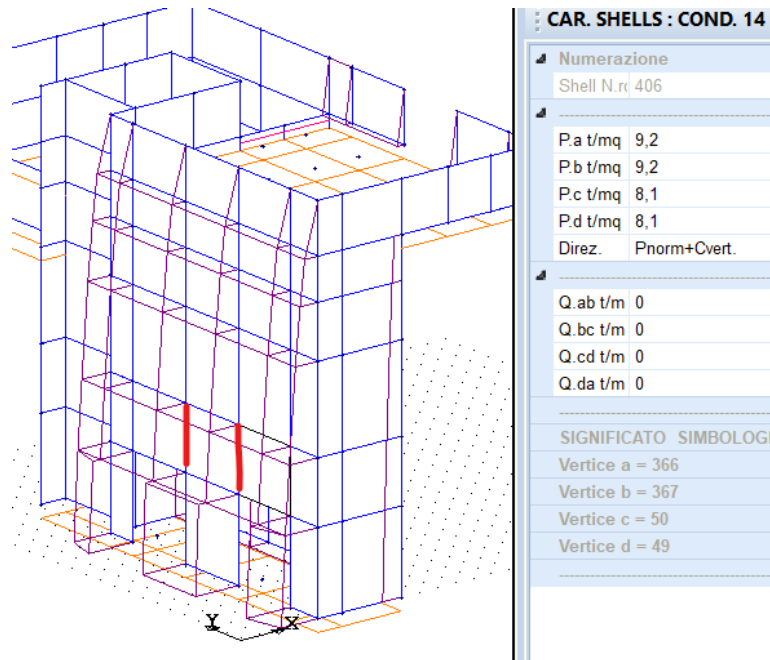 CAR. SHELLS : COND. 14
Numerazione
Shell N.ro 406
P.a t/mq 9,2
P.b t/mq 9,2
P.c t/mq 8,1
P.d t/mq 8,1
Direz. Pnorm+Cvert.
Q.ab t/m 0
Q.bc t/m 0
Q.cd t/m 0
Q.da t/m 0
SIGNIFICATO SIMBOLOG
Vertice a = 366
Vertice b = 367
Vertice c = 50
Vertice d = 49
Y X